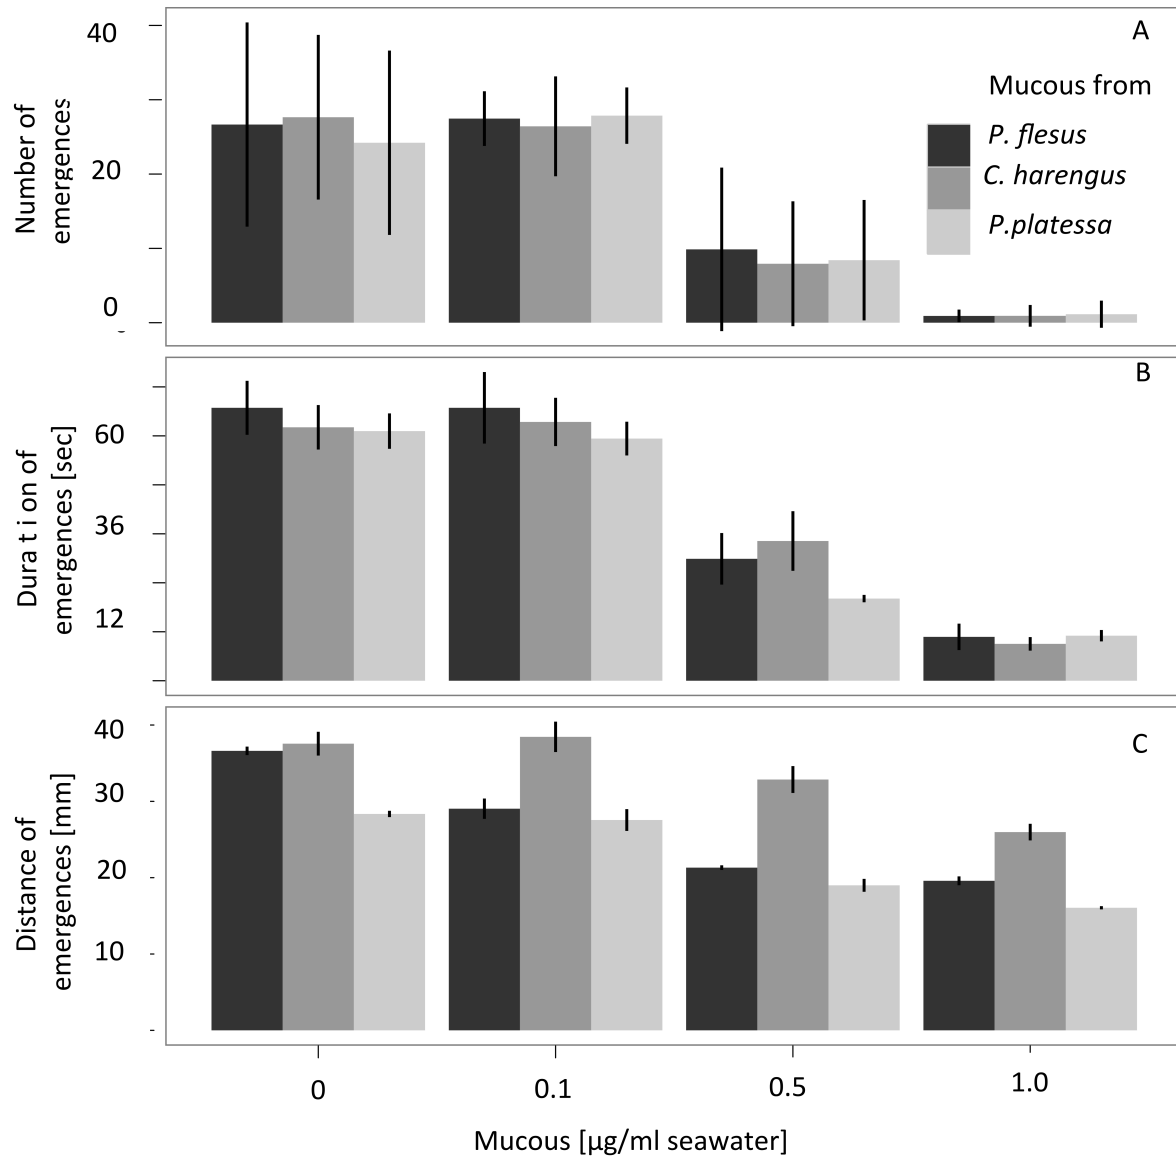 A
40
20
0
Number of
emergences
Mucous from
P. flesus
C. harengus
P.platessa
B
60
36
12
Dura t i on of
emergences [sec]
C
40
30
20
10
Distance of
emergences [mm]
0 0.1 0.5 1.0
Mucous [µg/ml seawater]